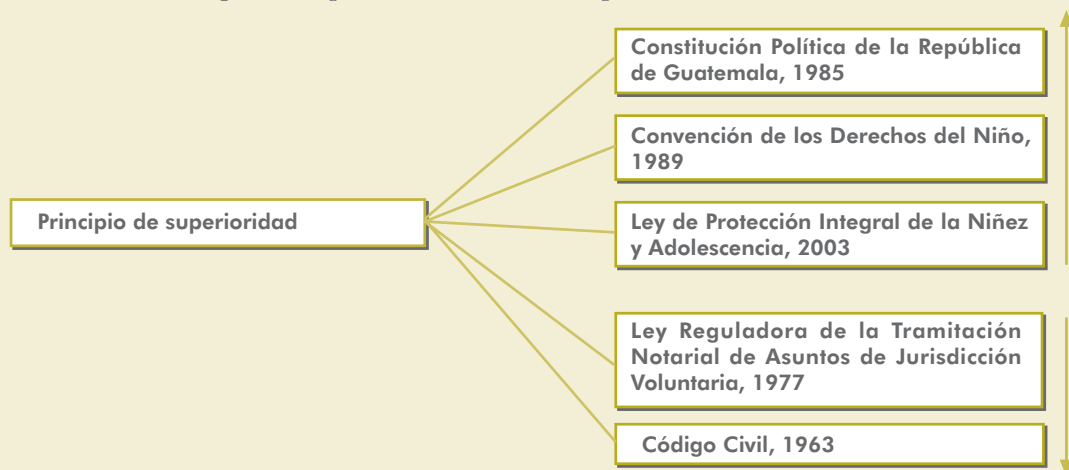 Constitución Política de la República
de Guatemala, 1985
Convención de los Derechos del Niño,
1989
Principio de superioridad
Ley de Protección Integral de la Niñez
y Adolescencia, 2003
Ley Reguladora de la Tramitación
Notarial de Asuntos de Jurisdicción
Voluntaria, 1977
Código Civil, 1963